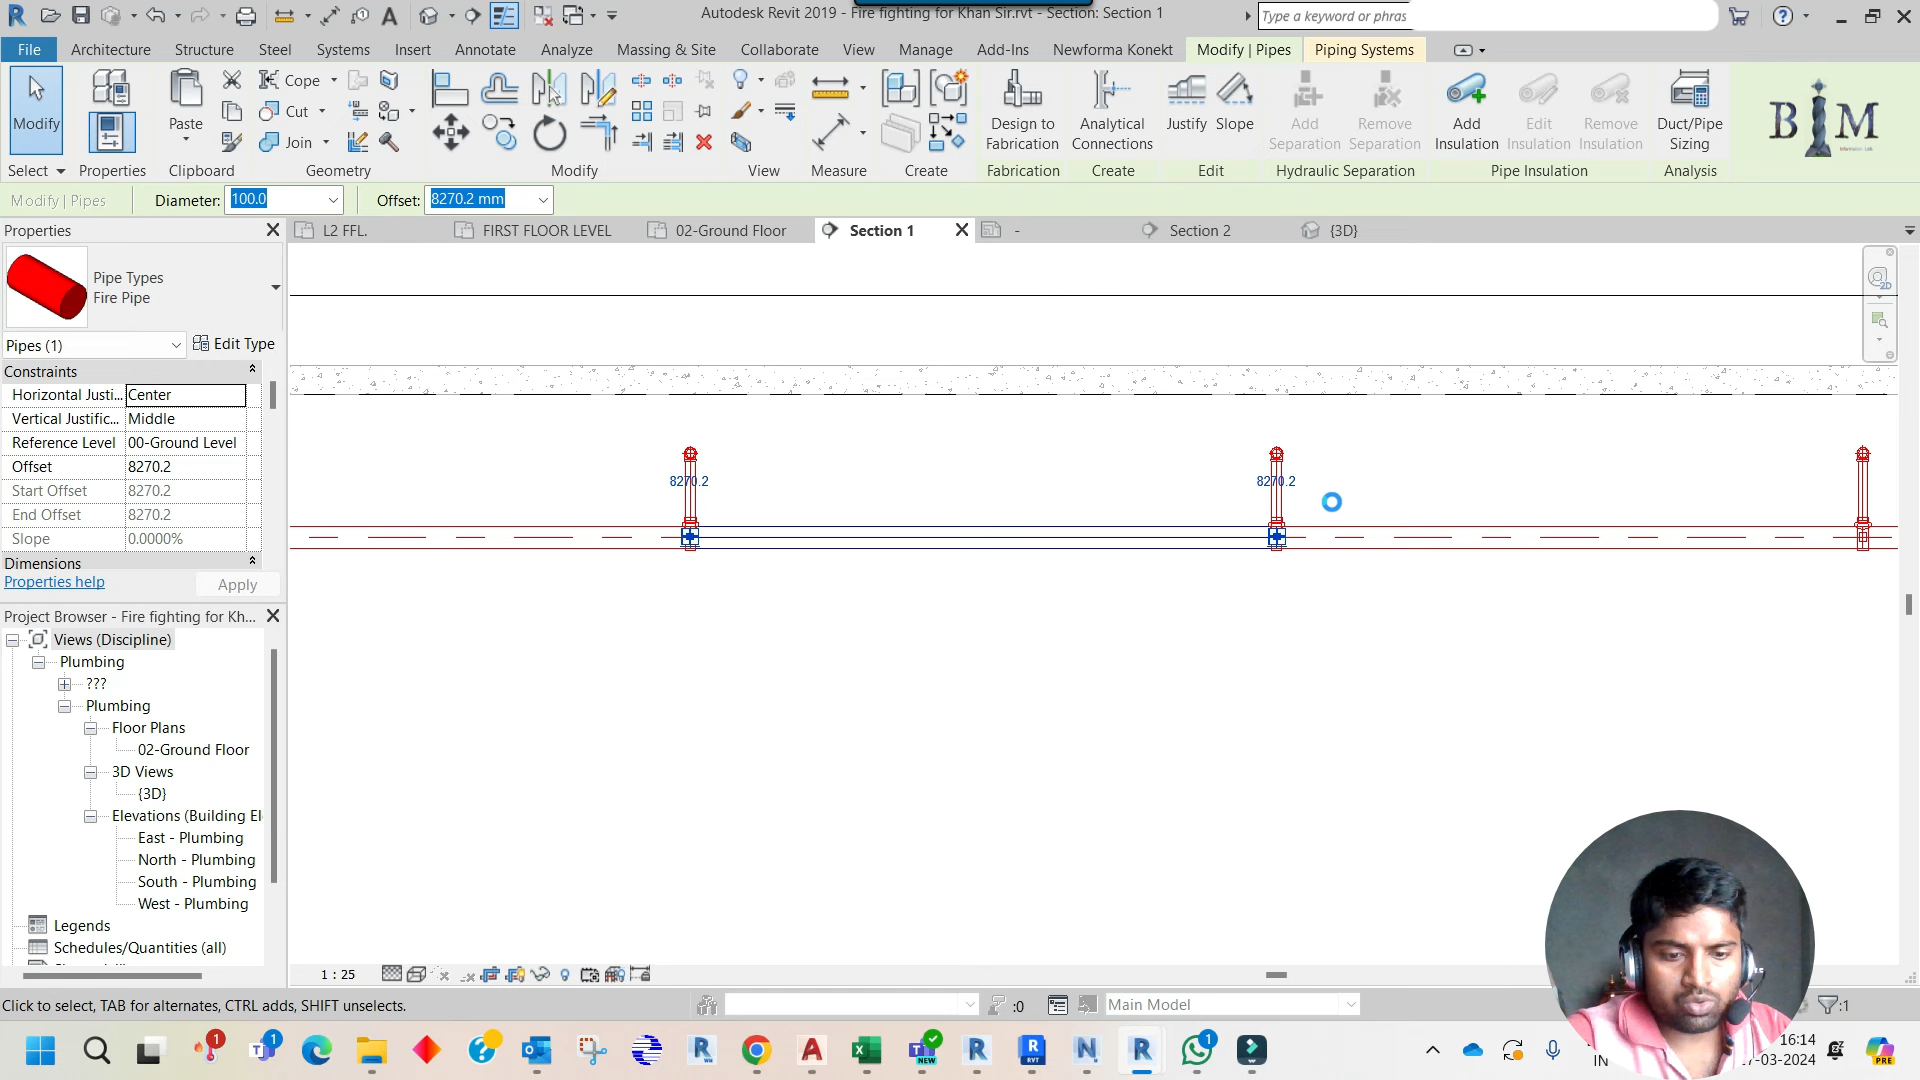 Autodesk Revit 2019 - Fire fighting for Khan Sir.rvt - Section: Section 1
Type a keyword or phras
File Architecture Structure Steel Systems Insert Annotate Analyze Massing & Site Collaborate View Manage Add-Ins Newforma Konekt Modify | Pipes Piping Systems
Modify
Paste
Cope
Cut
Join
Design to Fabrication
Analytical Connections
Justify
Slope
Add Separation
Remove Separation
Add Insulation
Edit Insulation
Remove Insulation
Duct/Pipe Sizing
BIM
Select Properties Clipboard Geometry Modify View Measure Create Fabrication Create Edit Hydraulic Separation Pipe Insulation Analysis
Modify | Pipes Diameter: 100.0 Offset: 8270.2 mm
Properties
L2 FFL. FIRST FLOOR LEVEL 02-Ground Floor Section 1 - Section 2 {3D}
Pipe Types
Fire Pipe
Pipes (1) Edit Type
Constraints
Horizontal Justi... Center
Vertical Justific... Middle
Reference Level 00-Ground Level
Offset 8270.2
Start Offset 8270.2
End Offset 8270.2
Slope 0.0000%
Dimensions
Properties help Apply
8270.2 8270.2
2D
Project Browser - Fire fighting for Kh...
Views (Discipline)
Plumbing
???
Plumbing
Floor Plans
02-Ground Floor
3D Views
{3D}
Elevations (Building El
East - Plumbing
North - Plumbing
South - Plumbing
West - Plumbing
Legends
Schedules/Quantities (all)
1 : 25
Click to select, TAB for alternates, CTRL adds, SHIFT unselects.
:0 Main Model :1
IN
16:14
7-03-2024